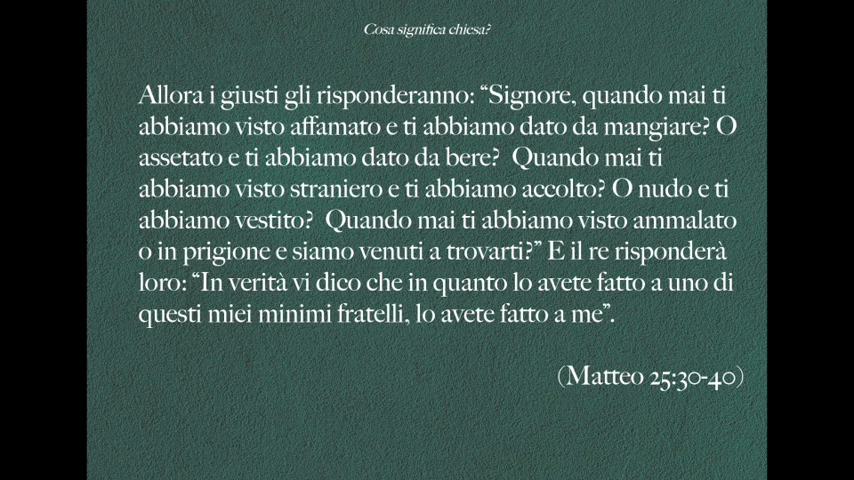 Cosa significa chiesa?
Allora i giusti gli risponderanno: “Signore, quando mai ti
abbiamo visto affamato e ti abbiamo dato da mangiare? O
assetato e ti abbiamo dato da bere?  Quando mai ti
abbiamo visto straniero e ti abbiamo accolto? O nudo e ti
abbiamo vestito?  Quando mai ti abbiamo visto ammalato
o in prigione e siamo venuti a trovarti?” E il re risponderà
loro: “In verità vi dico che in quanto lo avete fatto a uno di
questi miei minimi fratelli, lo avete fatto a me”.
(Matteo 25:30-40)